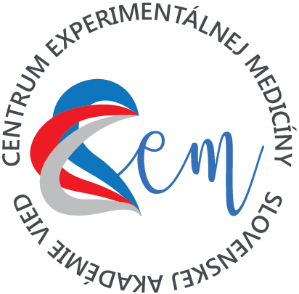 CENTRUM EXPERIMENTÁLNEJ MEDICÍNY
SLOVENSKEJ AKADÉMIE VIED
cem